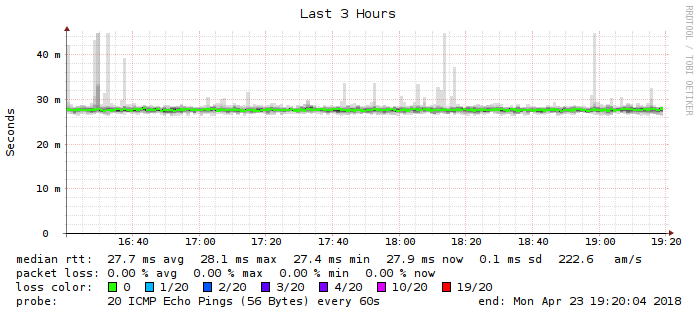 Last 3 Hours
RRDTOOL / TOBI OETIKER
Seconds
40 m
30 m
20 m
10 m
0
16:40 17:00 17:20 17:40 18:00 18:20 18:40 19:00 19:20
median rtt: 27.7 ms avg 28.1 ms max 27.4 ms min 27.9 ms now 0.1 ms sd 222.6 am/s
packet loss: 0.00 % avg 0.00 % max 0.00 % min 0.00 % now
loss color: 0 1/20 2/20 3/20 4/20 10/20 19/20
probe: 20 ICMP Echo Pings (56 Bytes) every 60s end: Mon Apr 23 19:20:04 2018